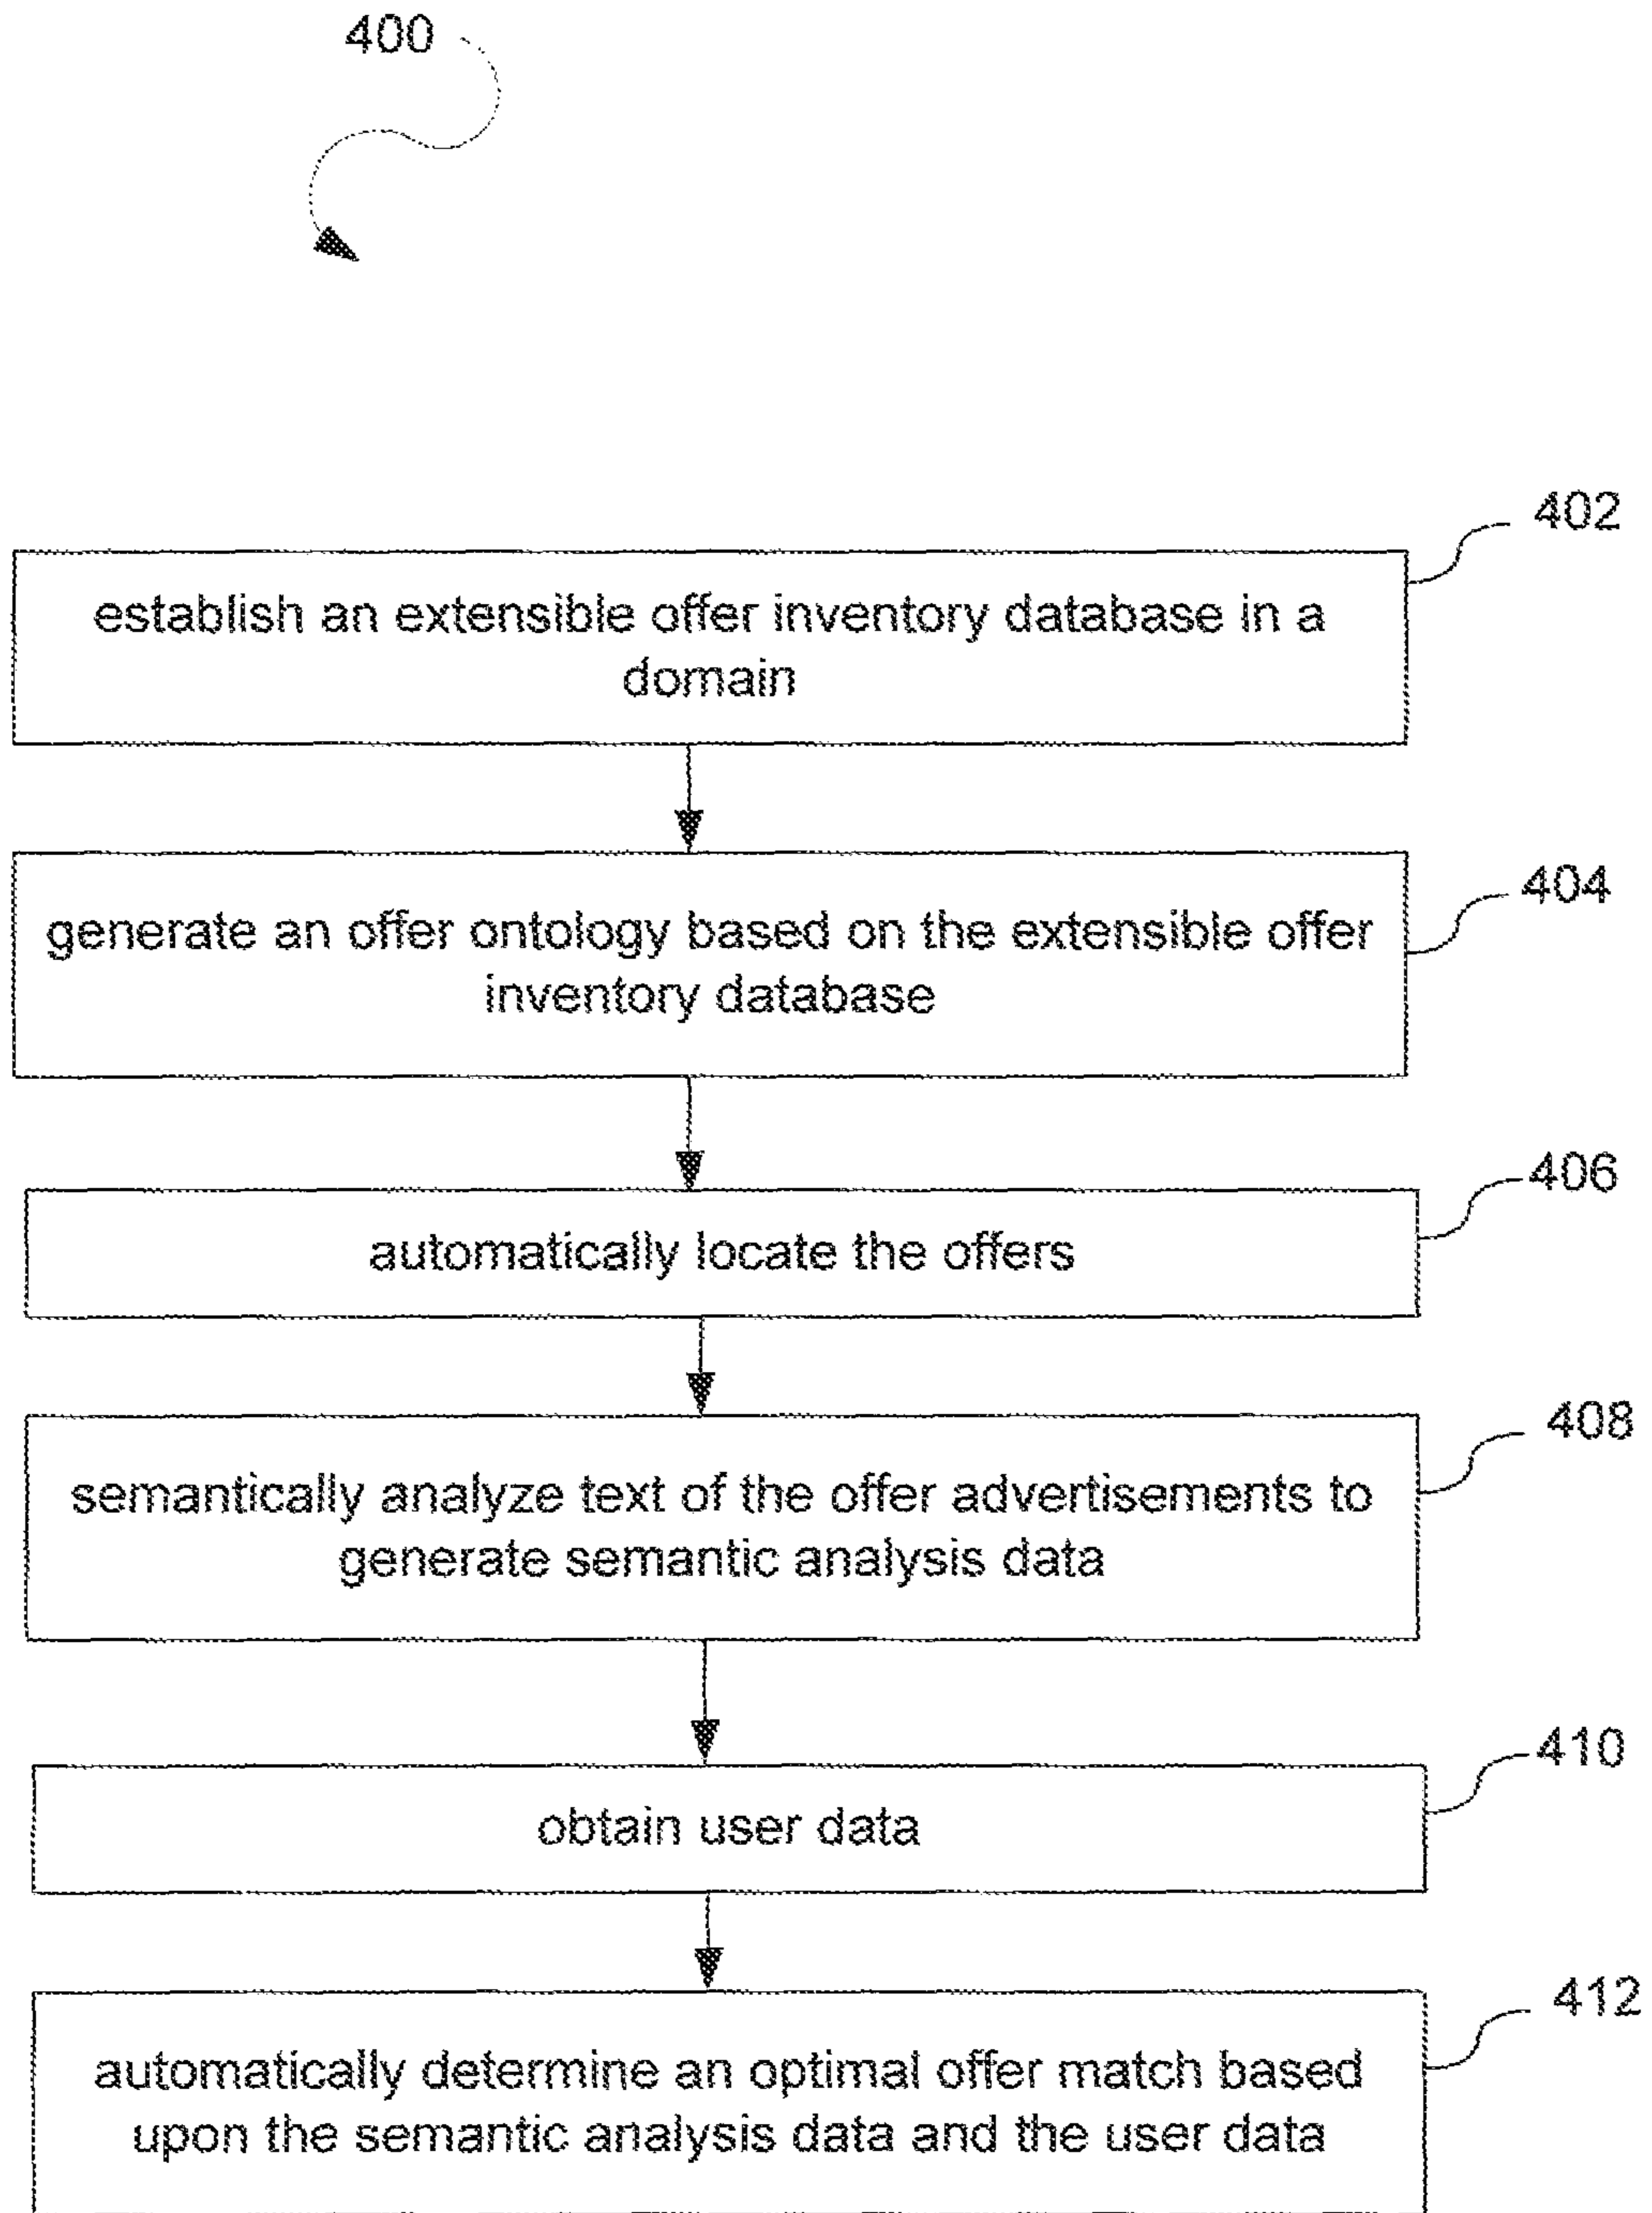 400
402
establish an extensible offer inventory database in a
domain
404
generate an offer ontology based on the extensible offer
inventory database
406
automatically locate the offers
408
semantically analyze text of the offer advertisements to
generate semantic analysis data
410
obtain user data
412
automatically determine an optimal offer match based
upon the semantic analysis data and the user data